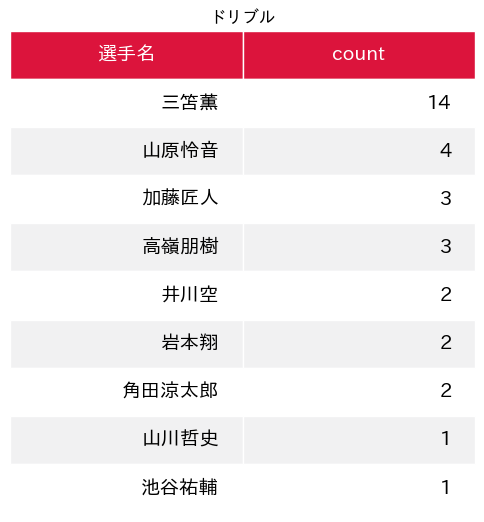 ドリブル
選手名 count
三笘薫 14
山原怜音 4
加藤匠人 3
高嶺朋樹 3
井川空 2
岩本翔 2
角田涼太郎 2
山川哲史 1
池谷祐輔 1